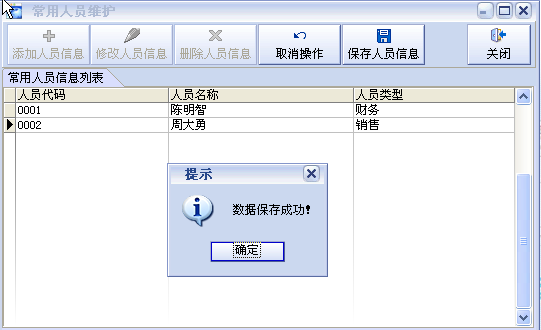 常用人员维护
添加人员信息 修改人员信息 删除人员信息 取消操作 保存人员信息 关闭
常用人员信息列表
人员代码 人员名称 人员类型
0001 陈明智 财务
0002 周大勇 销售
提示
数据保存成功!
确定